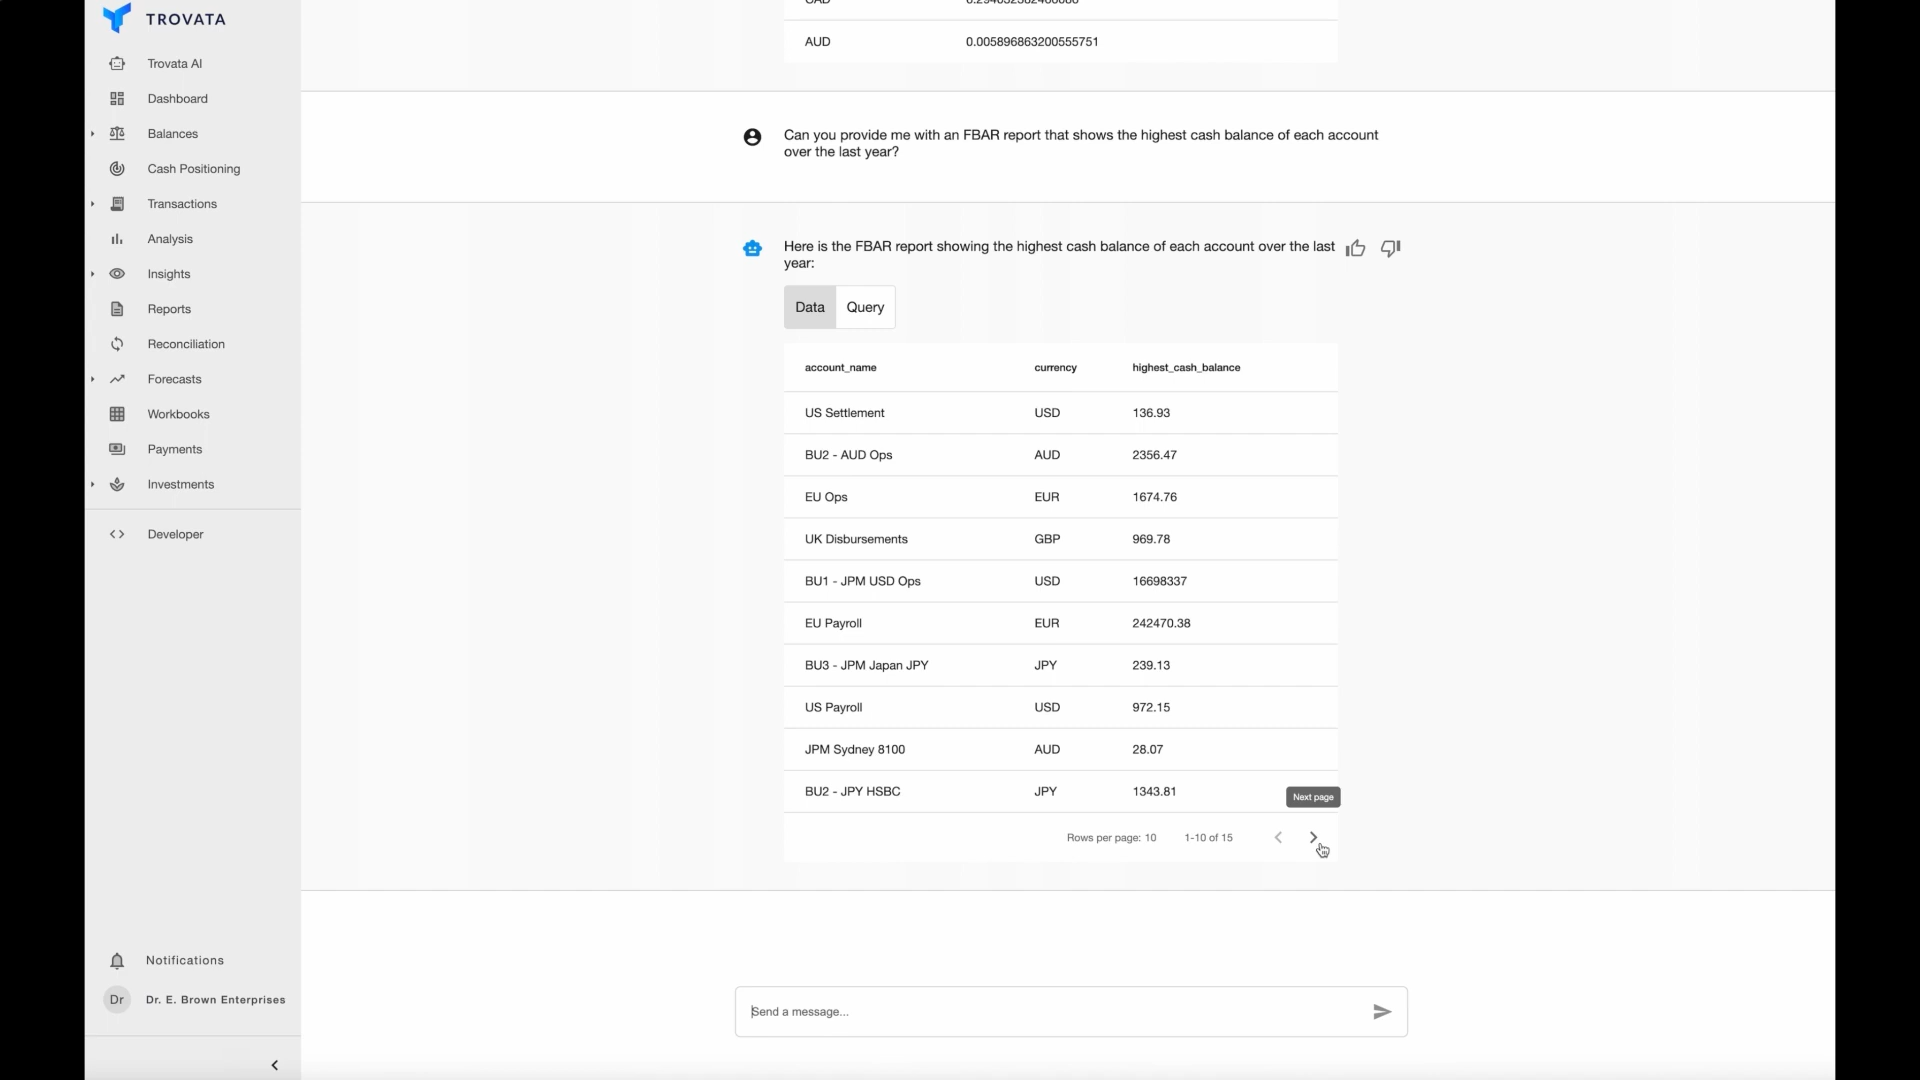 TROVATA
Trovata AI
Dashboard
Balances
Cash Positioning
Transactions
Analysis
Insights
Reports
Reconciliation
Forecasts
Workbooks
Payments
Investments
Developer
Notifications
Dr
Dr. E. Brown Enterprises
AUD 0.005896863200555751
Can you provide me with an FBAR report that shows the highest cash balance of each account
over the last year?
Here is the FBAR report showing the highest cash balance of each account over the last
year:
Data Query
account_name currency highest_cash_balance
US Settlement USD 136.93
BU2 - AUD Ops AUD 2356.47
EU Ops EUR 1674.76
UK Disbursements GBP 969.78
BU1 - JPM USD Ops USD 16698337
EU Payroll EUR 242470.38
BU3 - JPM Japan JPY JPY 239.13
US Payroll USD 972.15
JPM Sydney 8100 AUD 28.07
BU2 - JPY HSBC JPY 1343.81
Next page
Rows per page: 10 1-10 of 15
Send a message...